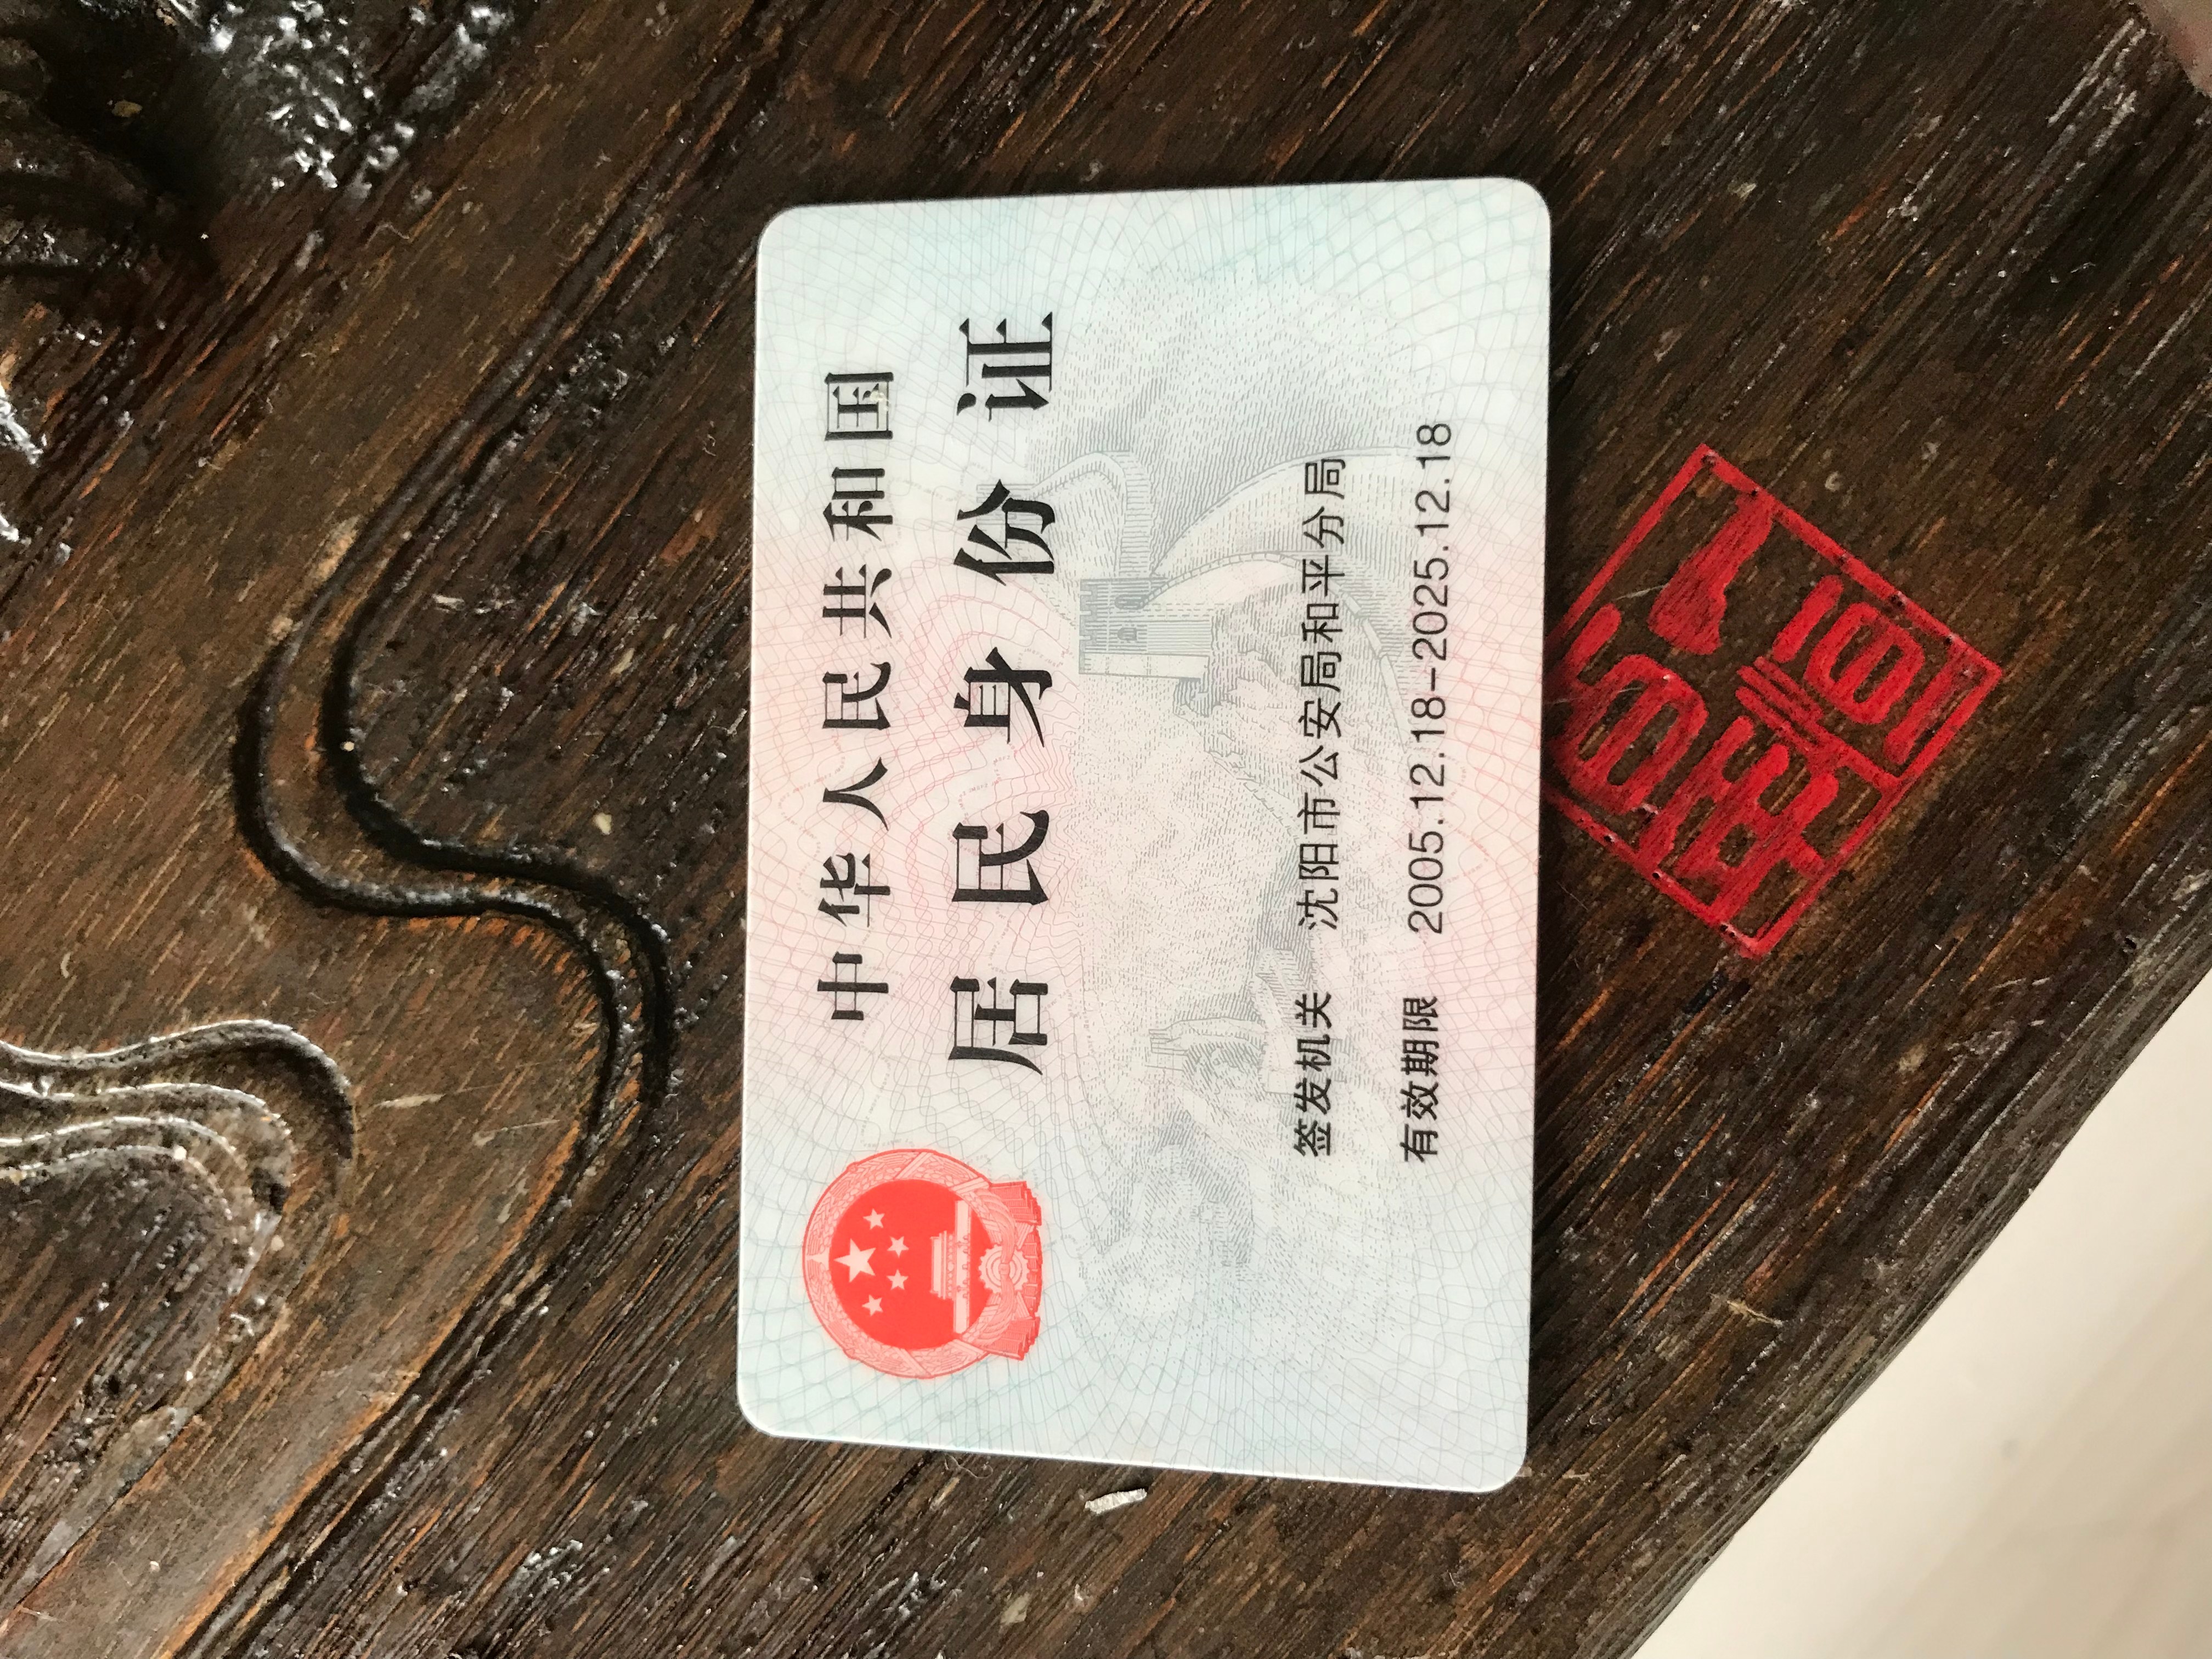 中华人民共和国
居民身份证
签发机关 沈阳市公安局和平分局
有效期限 2005.12.18-2025.12.18